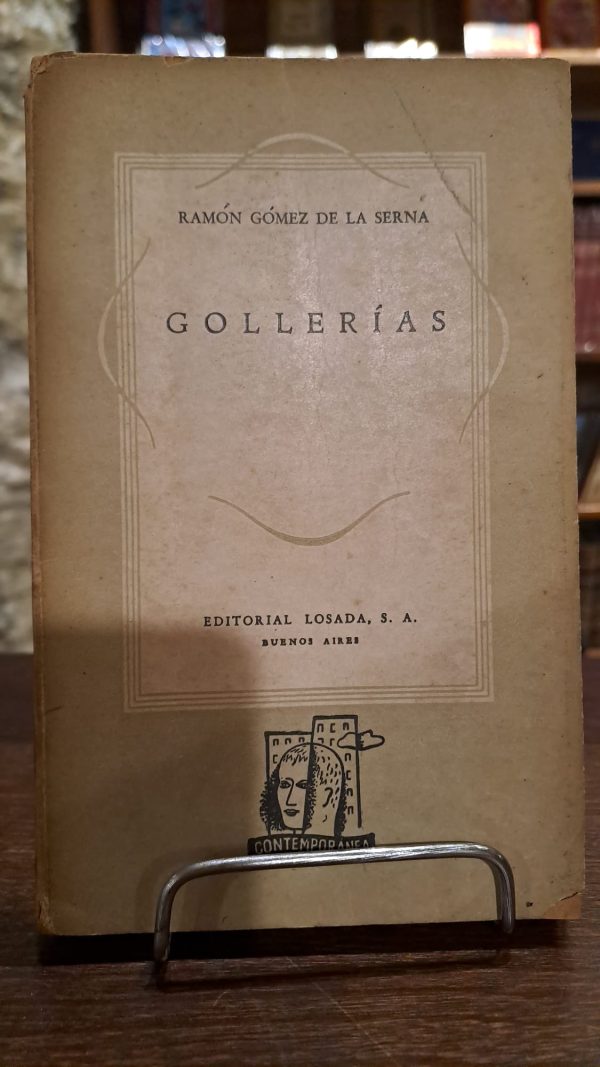 RAMÓN GÓMEZ DE LA SERNA
GOLLERÍAS
EDITORIAL LOSADA, S. A.
BUENOS AIRES
CONTEMPORANEA